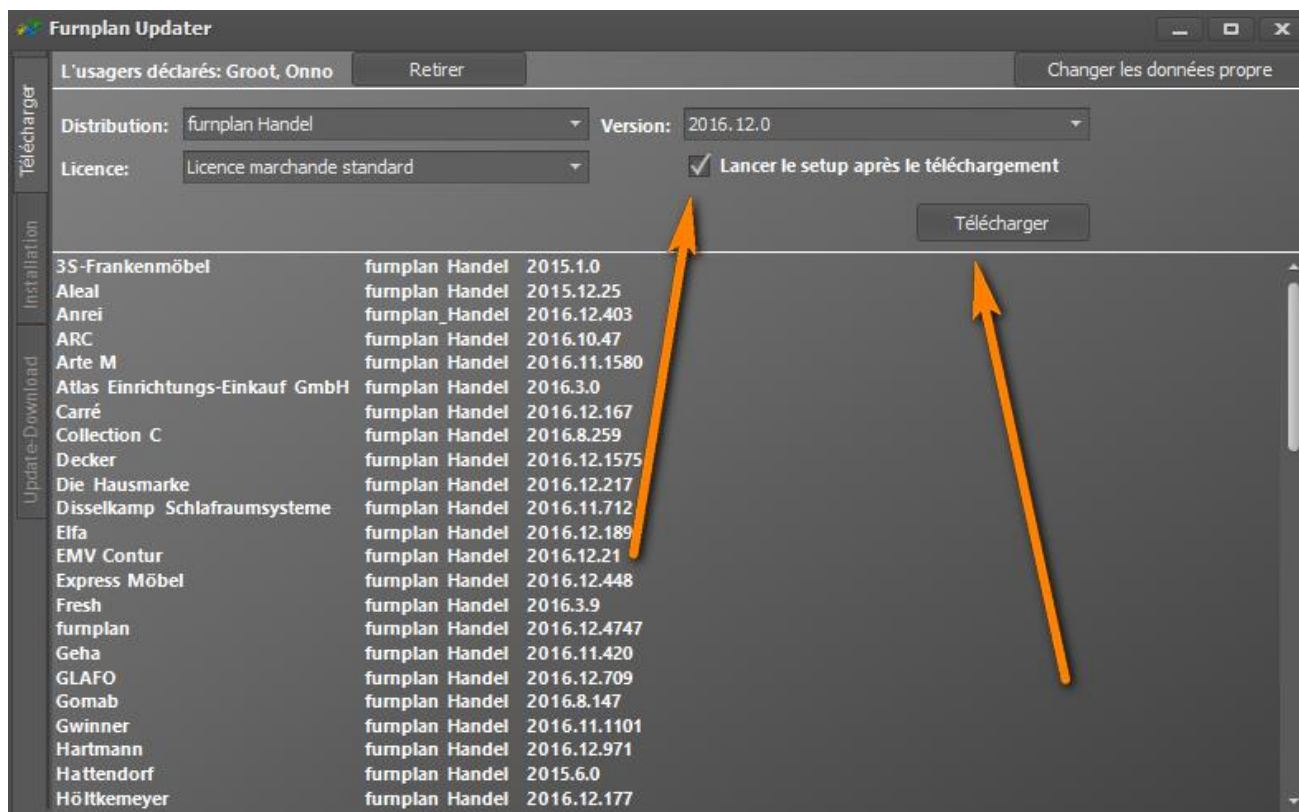 Furnplan Updater
L'usagers déclarés: Groot, Onno Retirer Changer les données propre
Télécharger
Installation
Update-Download
Distribution: furnplan Handel Version: 2016.12.0
Licence: Licence marchande standard Lancer le setup après le téléchargement
Télécharger
3S-Frankenmöbel furnplan Handel 2015.1.0
Aleal furnplan Handel 2015.12.25
Anrei furnplan_Handel 2016.12.403
ARC furnplan Handel 2016.10.47
Arte M furnplan Handel 2016.11.1580
Atlas Einrichtungs-Einkauf GmbH furnplan Handel 2016.3.0
Carré furnplan Handel 2016.12.167
Collection C furnplan Handel 2016.8.259
Decker furnplan Handel 2016.12.1575
Die Hausmarke furnplan Handel 2016.12.217
Disselkamp Schlafraumsysteme furnplan Handel 2016.11.712
Elfa furnplan Handel 2016.12.189
EMV Contur furnplan Handel 2016.12.21
Express Möbel furnplan Handel 2016.12.448
Fresh furnplan Handel 2016.3.9
furnplan furnplan Handel 2016.12.4747
Geha furnplan Handel 2016.11.420
GLAFO furnplan Handel 2016.12.709
Gomab furnplan Handel 2016.8.147
Gwinner furnplan Handel 2016.11.1101
Hartmann furnplan Handel 2016.12.971
Hattendorf furnplan Handel 2015.6.0
Höltkemeyer furnplan Handel 2016.12.177